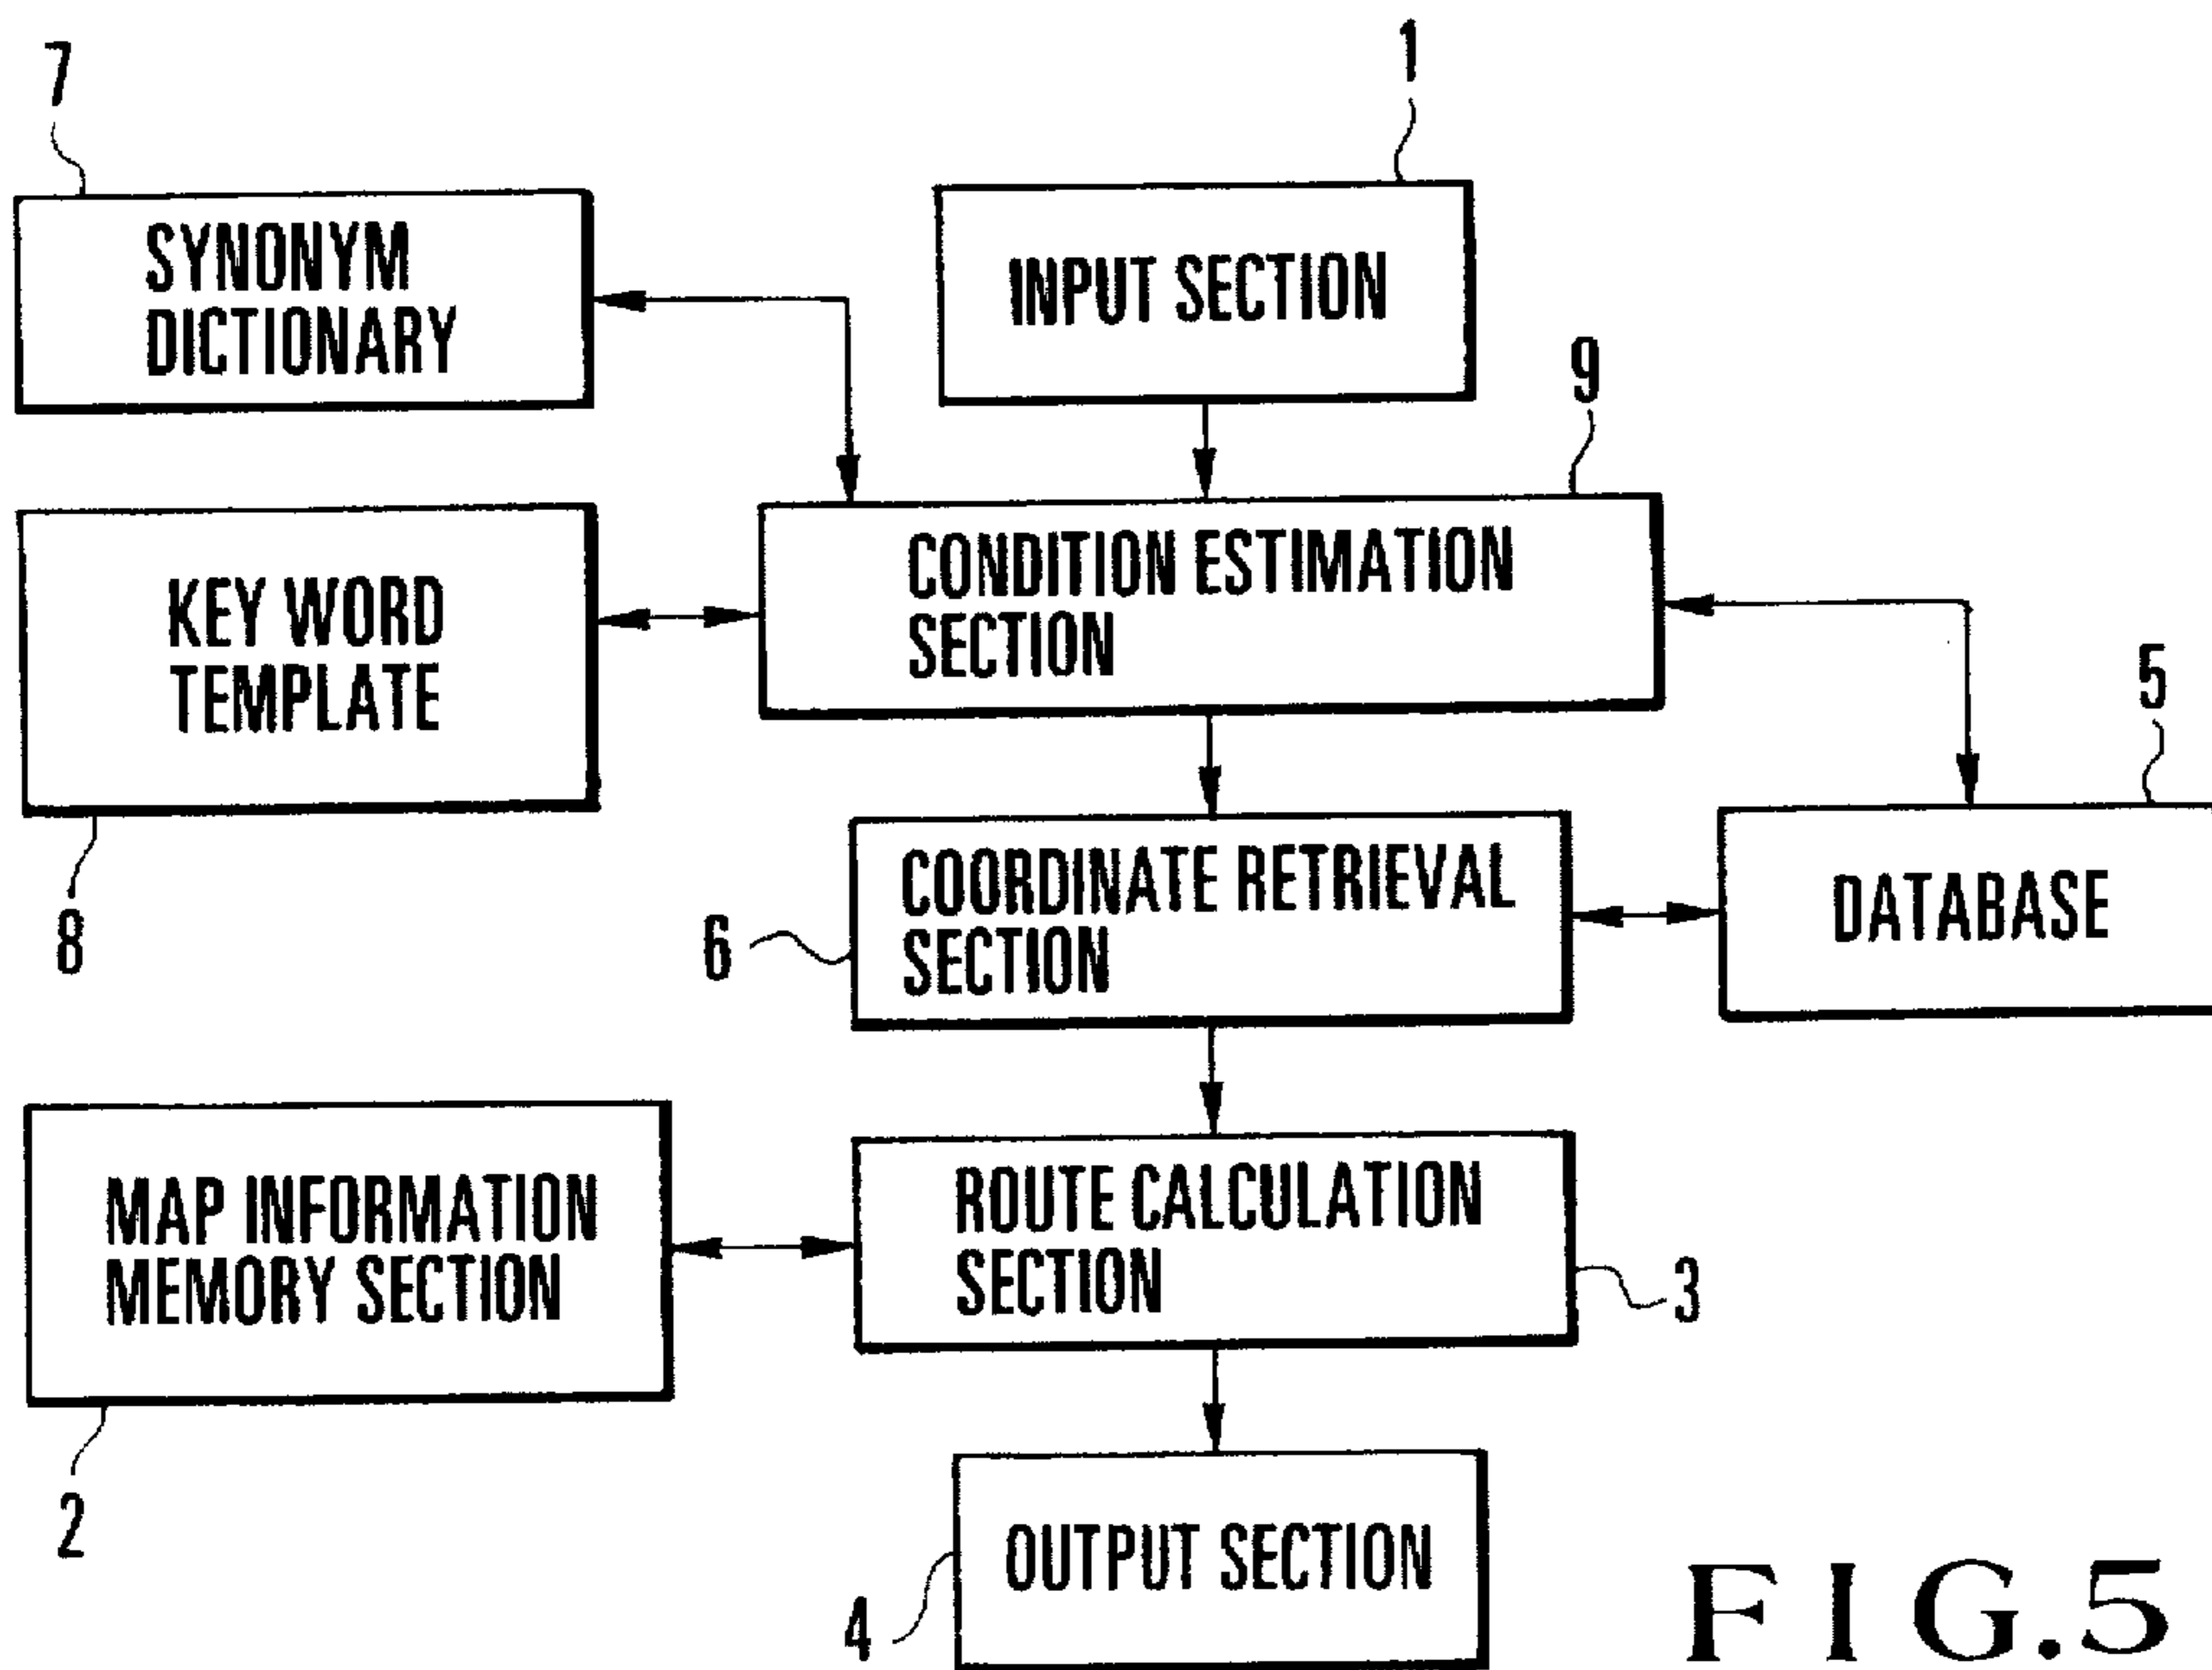 7
1
SYNONYM
DICTIONARY
INPUT SECTION
9
KEY WORD
TEMPLATE
CONDITION ESTIMATION
SECTION
5
8
6
COORDINATE RETRIEVAL
SECTION
DATABASE
MAP INFORMATION
MEMORY SECTION
ROUTE CALCULATION
SECTION
3
2
4
OUTPUT SECTION
FIG.5